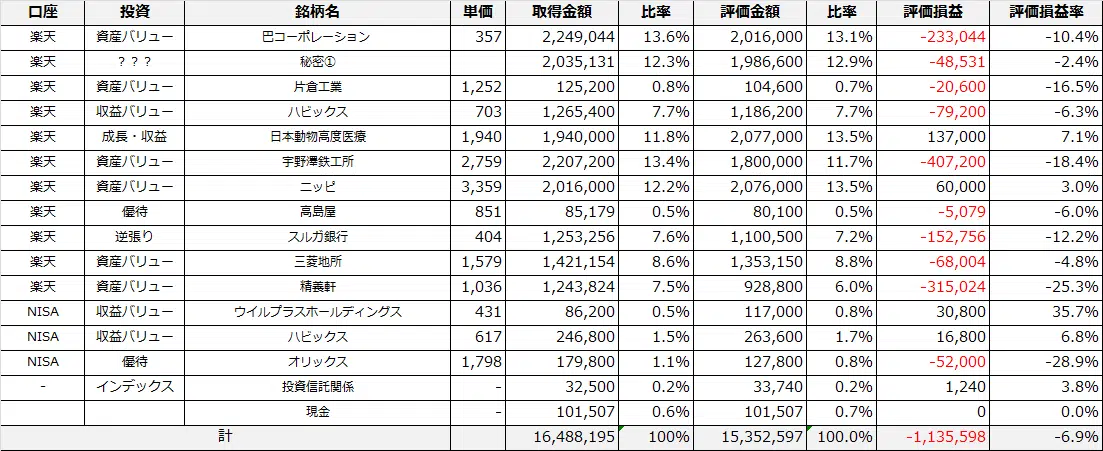 口座 投資 銘柄名 単価 取得金額 比率 評価金額 比率 評価損益 評価損益率
楽天 資産バリュー 巴コーポレーション 357 2,249,044 13.6% 2,016,000 13.1% -233,044 -10.4%
楽天 ？？？ 秘密① 2,035,131 12.3% 1,986,600 12.9% -48,531 -2.4%
楽天 資産バリュー 片倉工業 1,252 125,200 0.8% 104,600 0.7% -20,600 -16.5%
楽天 収益バリュー ハビックス 703 1,265,400 7.7% 1,186,200 7.7% -79,200 -6.3%
楽天 成長・収益 日本動物高度医療 1,940 1,940,000 11.8% 2,077,000 13.5% 137,000 7.1%
楽天 資産バリュー 宇野澤鉄工所 2,759 2,207,200 13.4% 1,800,000 11.7% -407,200 -18.4%
楽天 資産バリュー ニッピ 3,359 2,016,000 12.2% 2,076,000 13.5% 60,000 3.0%
楽天 優待 高島屋 851 85,179 0.5% 80,100 0.5% -5,079 -6.0%
楽天 逆張り スルガ銀行 404 1,253,256 7.6% 1,100,500 7.2% -152,756 -12.2%
楽天 資産バリュー 三菱地所 1,579 1,421,154 8.6% 1,353,150 8.8% -68,004 -4.8%
楽天 資産バリュー 精義軒 1,036 1,243,824 7.5% 928,800 6.0% -315,024 -25.3%
NISA 収益バリュー ウイルプラスホールディングス 431 86,200 0.5% 117,000 0.8% 30,800 35.7%
NISA 収益バリュー ハビックス 617 246,800 1.5% 263,600 1.7% 16,800 6.8%
NISA 優待 オリックス 1,798 179,800 1.1% 127,800 0.8% -52,000 -28.9%
- インデックス 投資信託関係 - 32,500 0.2% 33,740 0.2% 1,240 3.8%
現金 - 101,507 0.6% 101,507 0.7% 0 0.0%
計 16,488,195 100% 15,352,597 100.0% -1,135,598 -6.9%